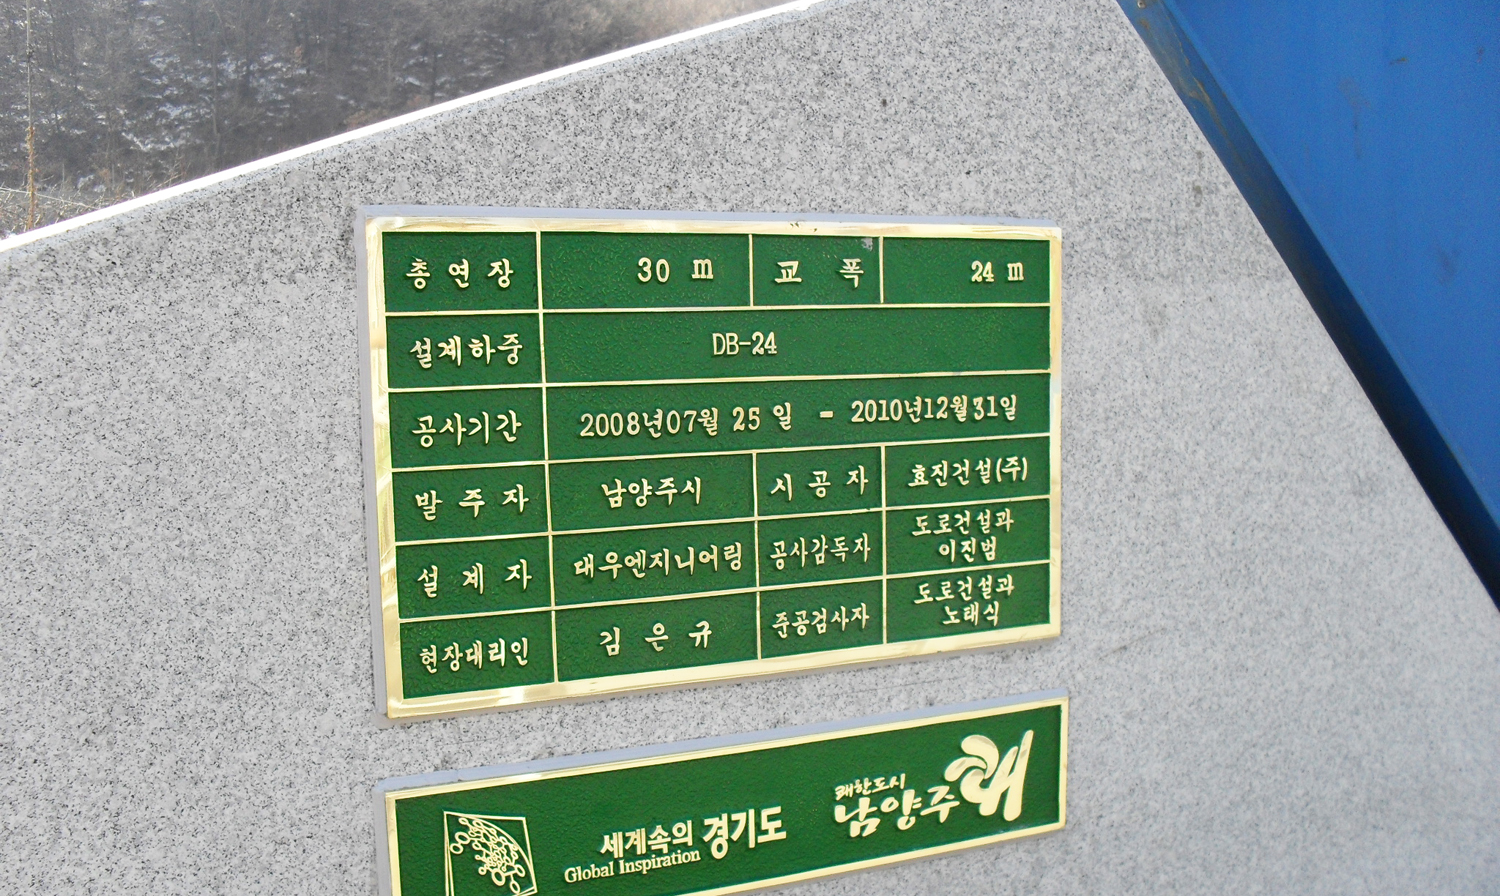 총 연 장 30 m 교 폭 24 m
설계하중 DB-24
공사기간 2008년07월 25 일 - 2010년12월31일
발 주 자 남양주시 시 공 자 효진건설(주)
설 계 자 대우엔지니어링 공사감독자 도로건설과
이진범
현장대리인 김 은 규 준공검사자 도로건설과
노태식
세계속의 경기도
Global Inspiration
쾌한도시
남양주 쾌